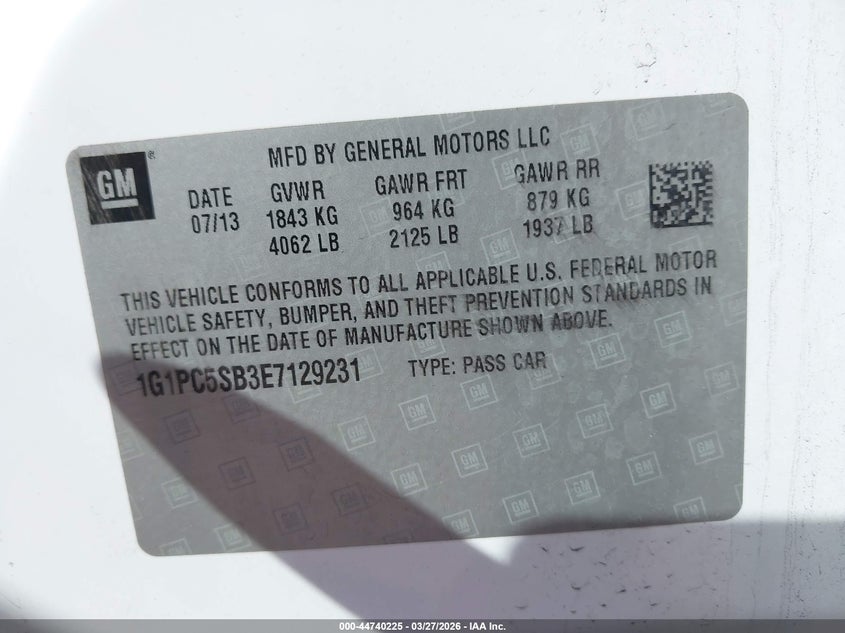 GM
MFD BY GENERAL MOTORS LLC
DATE GVWR GAWR FRT GAWR RR
07/13 1843 KG 964 KG 879 KG
4062 LB 2125 LB 1937 LB
THIS VEHICLE CONFORMS TO ALL APPLICABLE U.S. FEDERAL MOTOR
VEHICLE SAFETY, BUMPER, AND THEFT PREVENTION STANDARDS IN
EFFECT ON THE DATE OF MANUFACTURE SHOWN ABOVE.
1G1PC5SB3E7129231 TYPE: PASS CAR
000-44740225 - 03/27/2026 - IAA Inc.